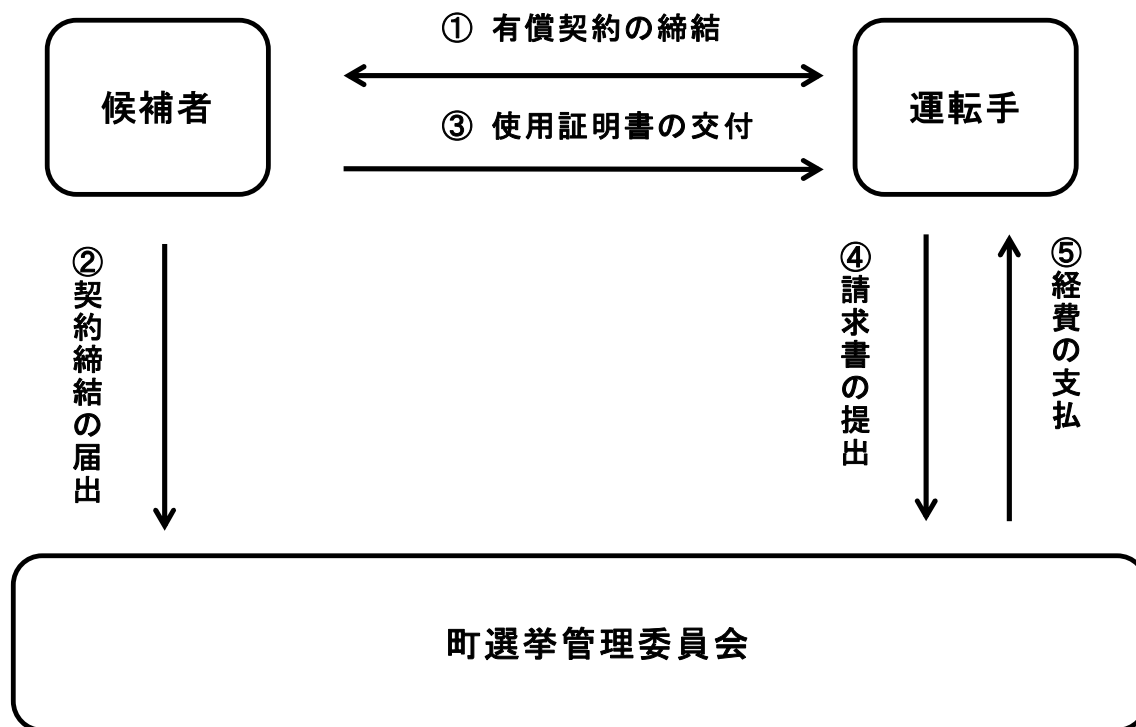 ① 有償契約の締結
候補者
運転手
③ 使用証明書の交付
②契約締結の届出
④請求書の提出
⑤経費の支払
町選挙管理委員会